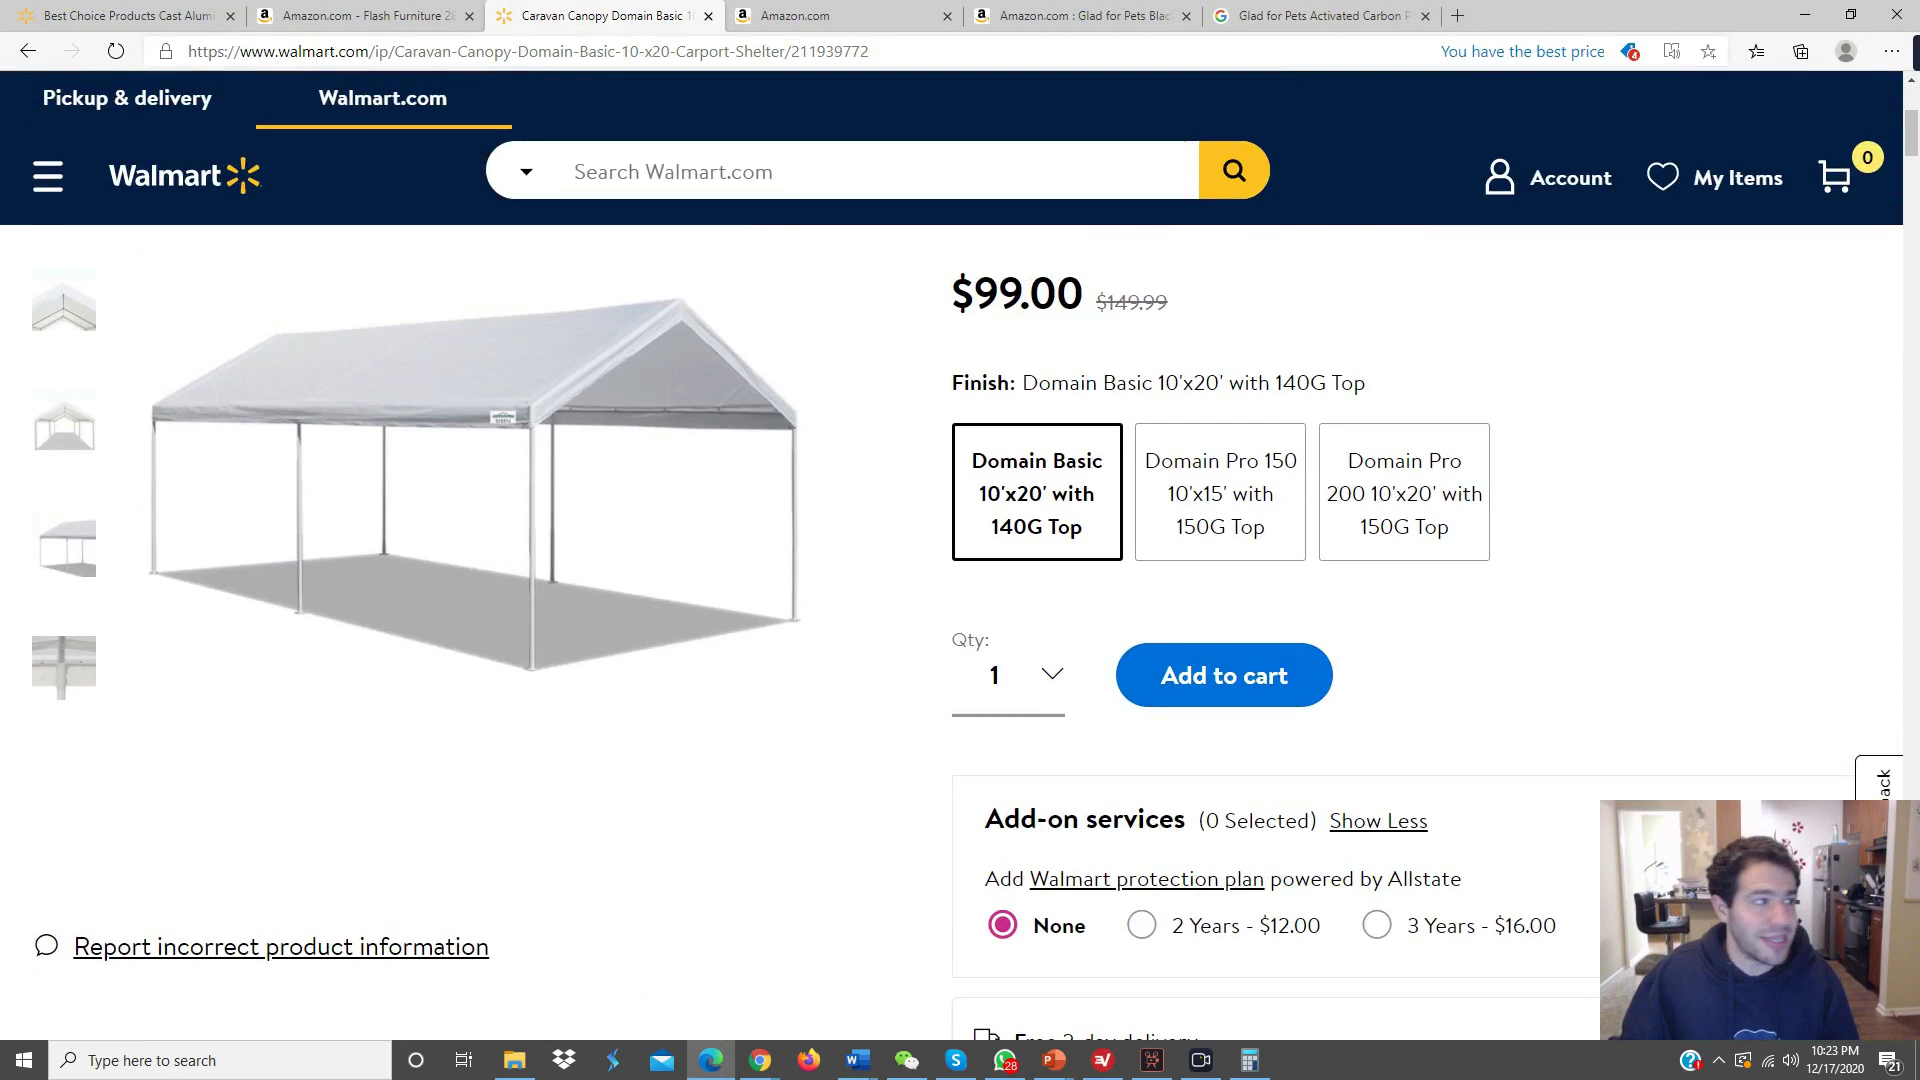 Best Choice Products Cast Alumi
Amazon.com - Flash Furniture 28
Caravan Canopy Domain Basic 1
Amazon.com
Amazon.com : Glad for Pets Blac
Glad for Pets Activated Carbon P
https://www.walmart.com/ip/Caravan-Canopy-Domain-Basic-10-x20-Carport-Shelter/211939772
You have the best price
4
Pickup & delivery
Walmart.com
Walmart
Search Walmart.com
Account
My Items
0
$99.00 $149.99
Finish: Domain Basic 10'x20' with 140G Top
Domain Basic
10'x20' with
140G Top
Domain Pro 150
10'x15' with
150G Top
Domain Pro
200 10'x20' with
150G Top
Qty:
1
Add to cart
Add-on services (0 Selected) Show Less
Add Walmart protection plan powered by Allstate
None
2 Years - $12.00
3 Years - $16.00
Report incorrect product information
Free 2-day delivery
Type here to search
28
10:23 PM
12/17/2020
21